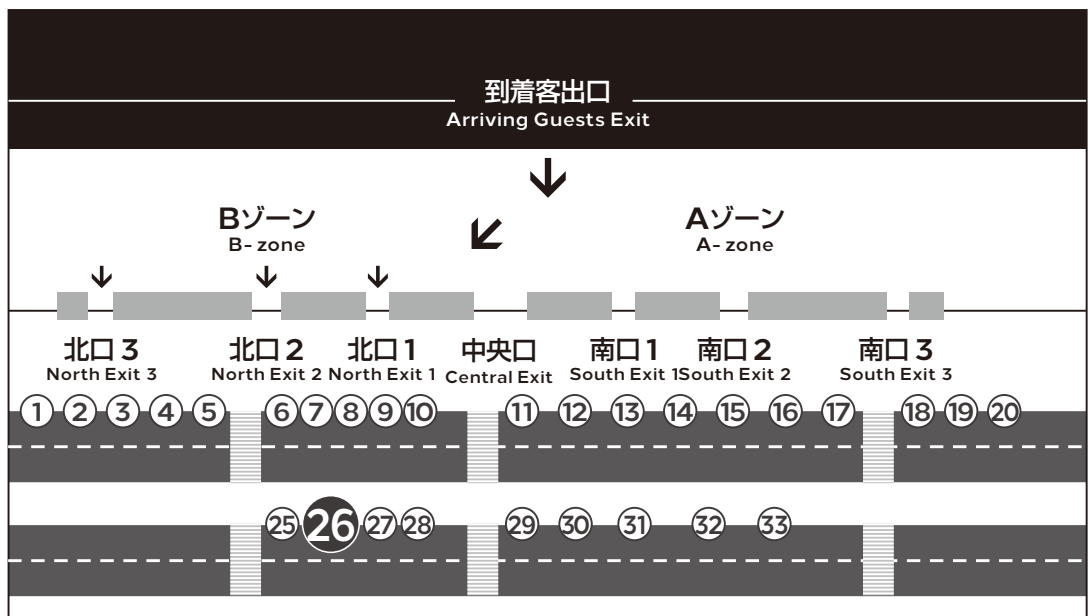 到着客出口
Arriving Guests Exit
Bゾーン
B- zone
Aゾーン
A- zone
北口 3
North Exit 3
北口 2
North Exit 2
北口 1
North Exit 1
中央口
Central Exit
南口 1
South Exit 1
南口 2
South Exit 2
南口 3
South Exit 3
1 2 3 4 5 6 7 8 9 10 11 12 13 14 15 16 17 18 19 20
25 26 27 28 29 30 31 32 33